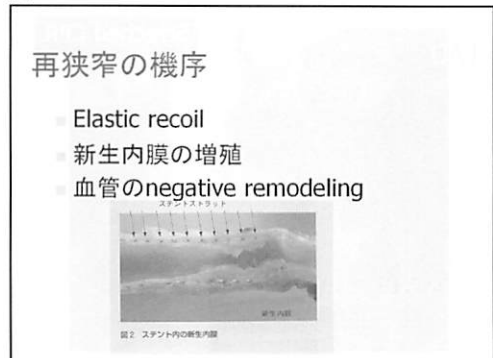 再狭窄の機序
Elastic recoil
新生内膜の増殖
血管のnegative remodeling
ステントストラット
新生内膜
図2 ステント内の新生内膜